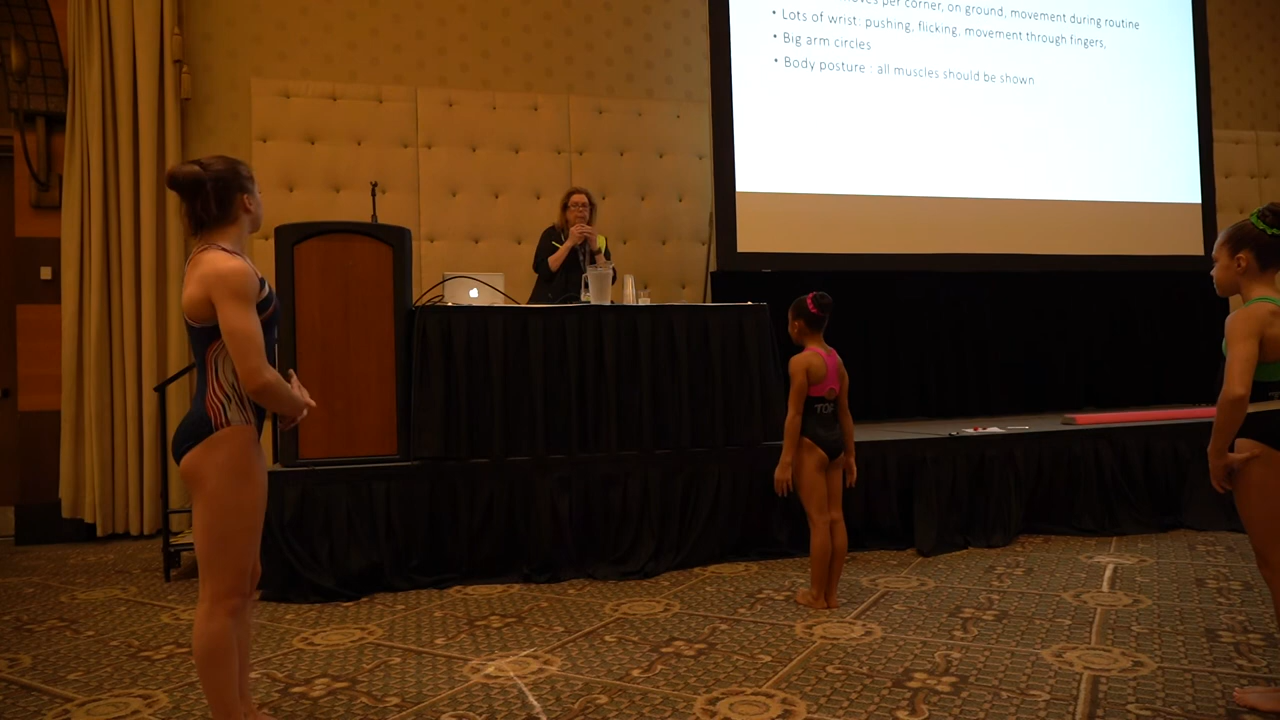 per corner, on ground, movement during routine
• Lots of wrist: pushing, flicking, movement through fingers,
• Big arm circles
• Body posture : all muscles should be shown
TOP